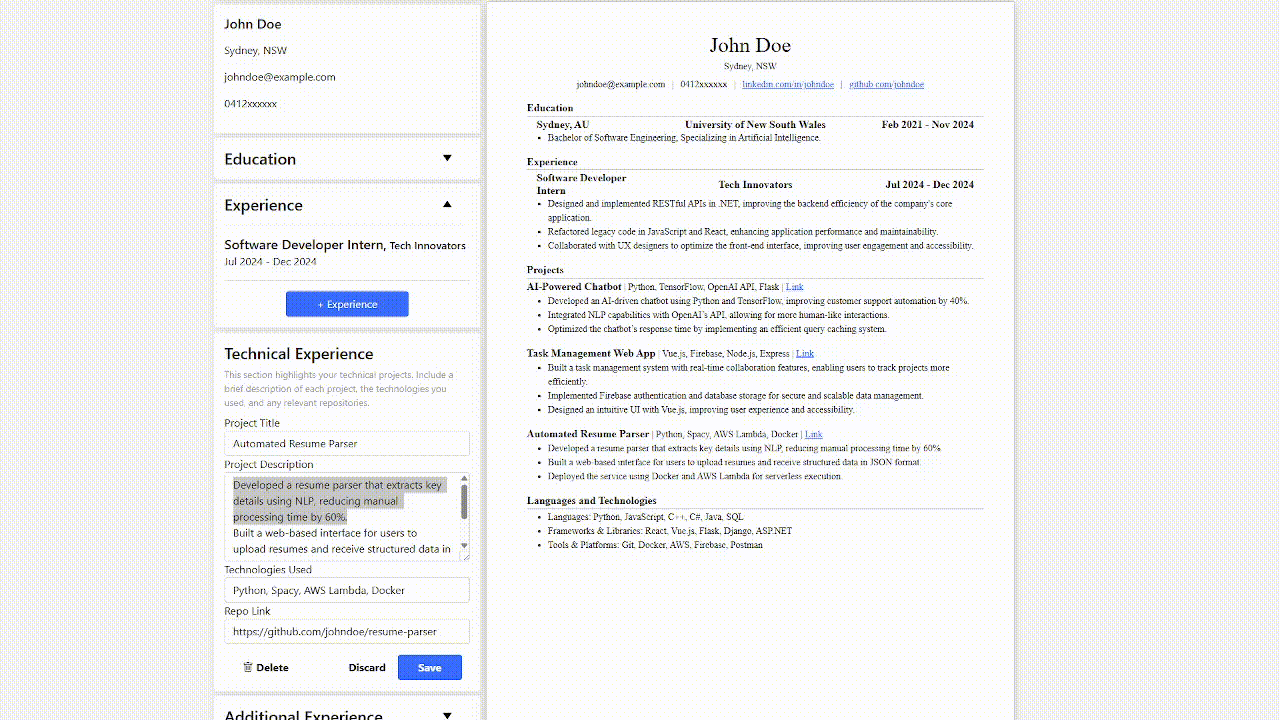 John Doe
Sydney, NSW
johndoe@example.com
0412xxxxxx
Education
Experience
Software Developer Intern, Tech Innovators
Jul 2024 - Dec 2024
+ Experience
Technical Experience
This section highlights your technical projects. Include a
brief description of each project, the technologies you
used, and any relevant repositories.
Project Title
Automated Resume Parser
Project Description
Developed a resume parser that extracts key
details using NLP, reducing manual
processing time by 60%.
Built a web-based interface for users to
upload resumes and receive structured data in
Technologies Used
Python, Spacy, AWS Lambda, Docker
Repo Link
https://github.com/johndoe/resume-parser
Delete Discard Save
Additional Experience
John Doe
Sydney, NSW
johndoe@example.com | 0412xxxxxx | linkedin.com/in/johndoe | github.com/johndoe
Education
Sydney, AU University of New South Wales Feb 2021 - Nov 2024
• Bachelor of Software Engineering, Specializing in Artificial Intelligence.
Experience
Software Developer
Intern Tech Innovators Jul 2024 - Dec 2024
• Designed and implemented RESTful APIs in .NET, improving the backend efficiency of the company's core
application.
• Refactored legacy code in JavaScript and React, enhancing application performance and maintainability.
• Collaborated with UX designers to optimize the front-end interface, improving user engagement and accessibility.
Projects
AI-Powered Chatbot | Python, TensorFlow, OpenAI API, Flask | Link
• Developed an AI-driven chatbot using Python and TensorFlow, improving customer support automation by 40%.
• Integrated NLP capabilities with OpenAI's API, allowing for more human-like interactions.
• Optimized the chatbot's response time by implementing an efficient query caching system.
Task Management Web App | Vue.js, Firebase, Node.js, Express | Link
• Built a task management system with real-time collaboration features, enabling users to track projects more
efficiently.
• Implemented Firebase authentication and database storage for secure and scalable data management.
• Designed an intuitive UI with Vue.js, improving user experience and accessibility.
Automated Resume Parser | Python, Spacy, AWS Lambda, Docker | Link
• Developed a resume parser that extracts key details using NLP, reducing manual processing time by 60%.
• Built a web-based interface for users to upload resumes and receive structured data in JSON format.
• Deployed the service using Docker and AWS Lambda for serverless execution.
Languages and Technologies
• Languages: Python, JavaScript, C++, C#, Java, SQL
• Frameworks & Libraries: React, Vue.js, Flask, Django, ASP.NET
• Tools & Platforms: Git, Docker, AWS, Firebase, Postman